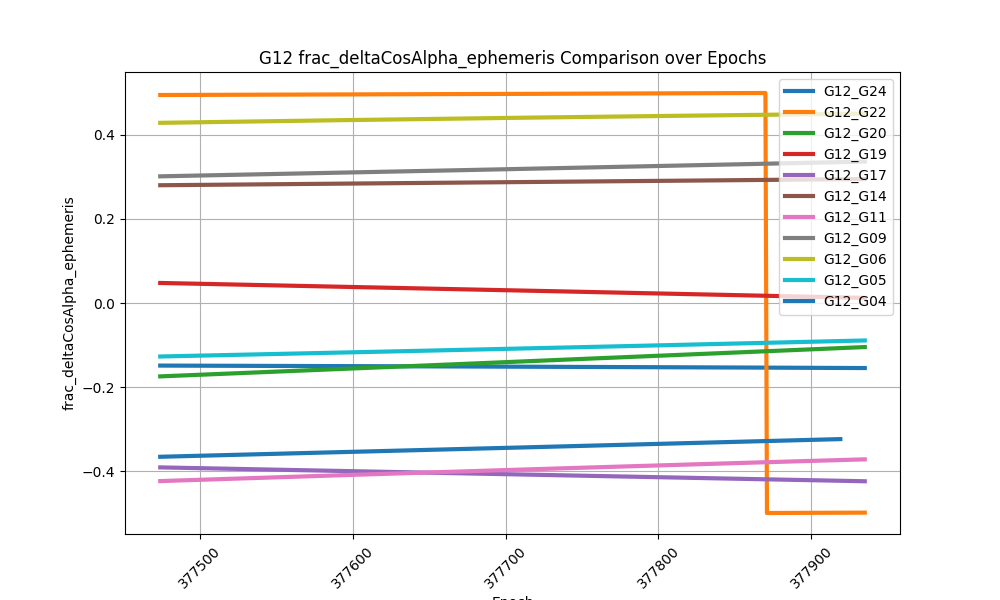 G12 frac_deltaCosAlpha_ephemeris Comparison over Epochs
frac_deltaCosAlpha_ephemeris
0.4
0.2
0.0
−0.2
−0.4
G12_G24
G12_G22
G12_G20
G12_G19
G12_G17
G12_G14
G12_G11
G12_G09
G12_G06
G12_G05
G12_G04
377500
377600
377700
377800
377900
Epoch